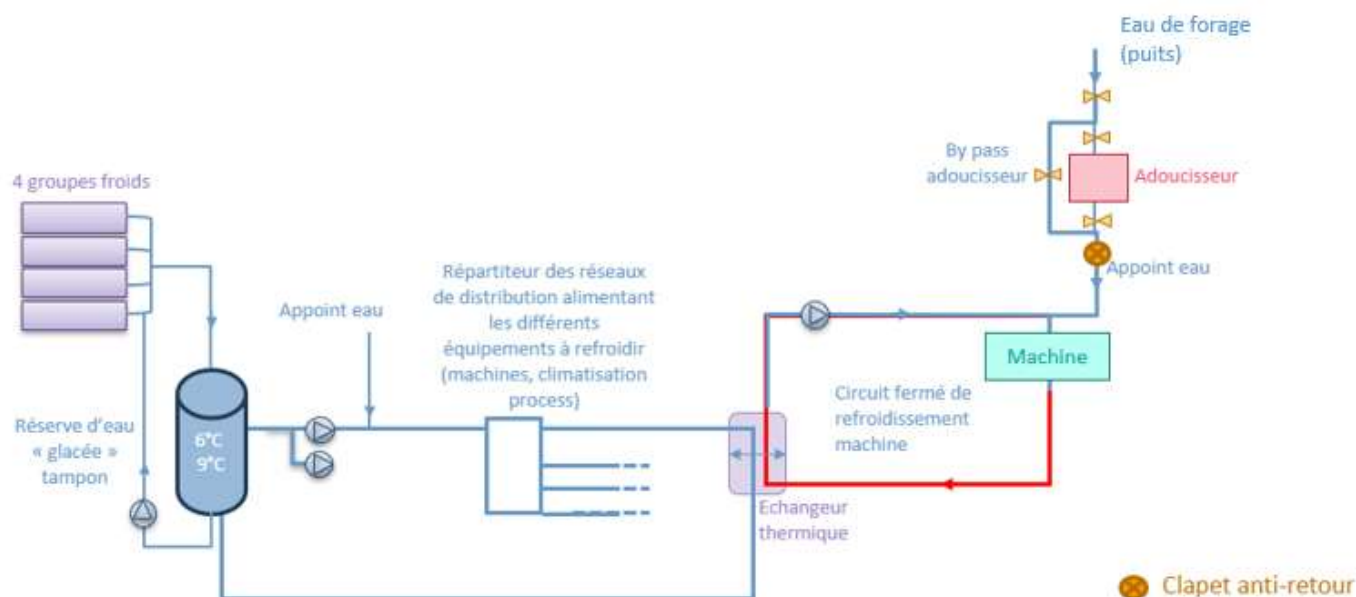 Eau de forage
(puits)
By pass
adoucisseur
Adoucisseur
4 groupes froids
Appoint eau
Répartiteur des réseaux
de distribution alimentant
les différents
équipements à refroidir
(machines, climatisation
process)
Appoint eau
Machine
Circuit fermé de
refroidissement
machine
Réserve d'eau
« glacée »
tampon
6°C
9°C
Echangeur
thermique
Clapet anti-retour